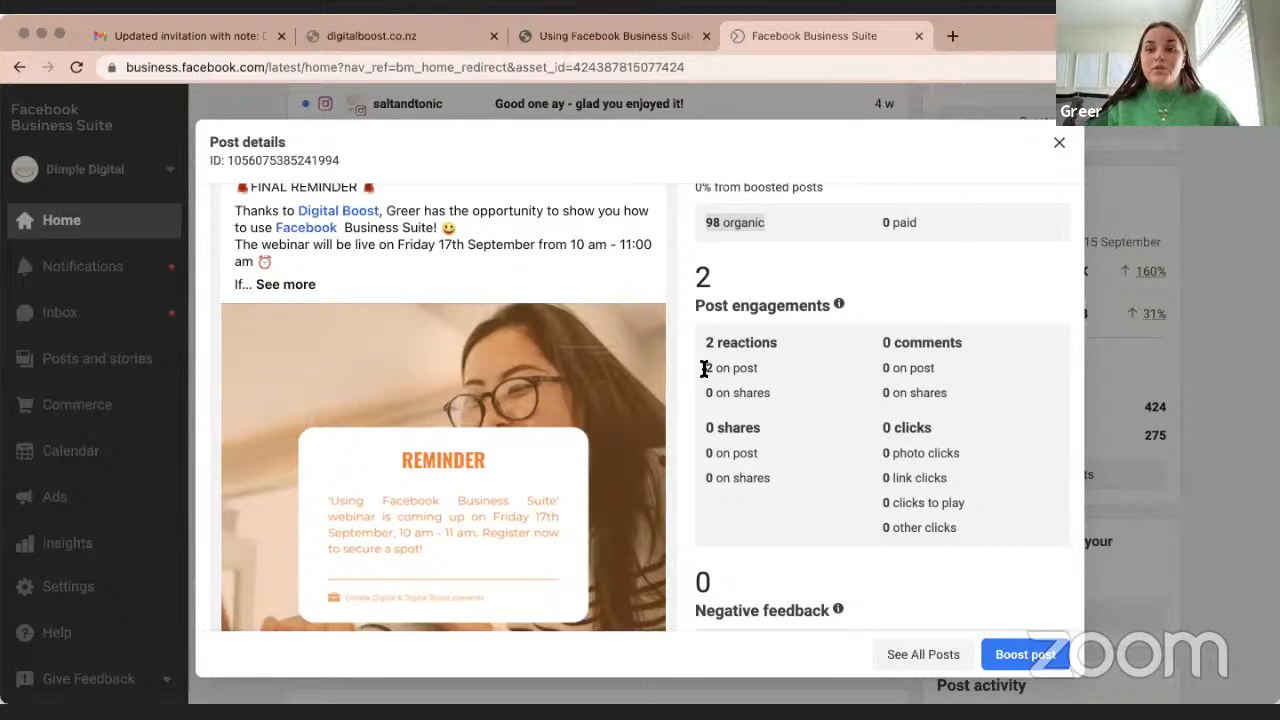 Updated invitation with note: D
digitalboost.co.nz
Using Facebook Business Suit
Facebook Business Suite
business.facebook.com/latest/home?nav_ref=bm_home_redirect&asset_id=424387815077424
Greer
Facebook
Business Suite
Dimple Digital
Home
Notifications
Inbox
Posts and stories
Commerce
Calendar
Ads
Insights
Settings
Help
Give Feedback
saltandtonic
Good one ay - glad you enjoyed it!
4 w
Post details
ID: 1056075385241994
FINAL REMINDER
Thanks to Digital Boost, Greer has the opportunity to show you how
to use Facebook Business Suite! 😃
The webinar will be live on Friday 17th September from 10 am - 11:00
am ⏰
If... See more
REMINDER
'Using Facebook Business Suite'
webinar is coming up on Friday 17th
September, 10 am - 11 am. Register now
to secure a spot!
Dimple Digital & Digital Boost presents
0% from boosted posts
98 organic
0 paid
2
Post engagements
2 reactions
0 comments
2 on post
0 on post
0 on shares
0 on shares
0 shares
0 clicks
0 on post
0 photo clicks
0 on shares
0 link clicks
0 clicks to play
0 other clicks
0
Negative feedback
See All Posts
Boost post
15 September
↑ 160%
↑ 31%
424
275
ts
your
Post activity
zoom